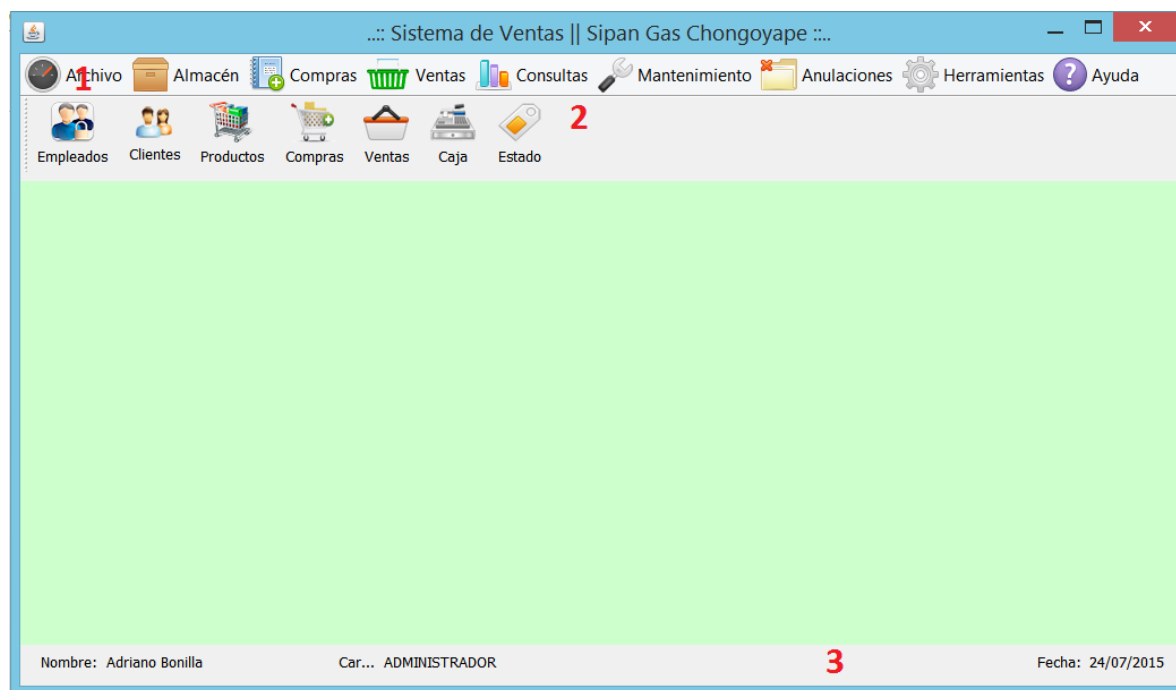 ..:: Sistema de Ventas || Sipan Gas Chongoyape ::..
Archivo Almacén Compras Ventas Consultas Mantenimiento Anulaciones Herramientas ? Ayuda
1
2
Empleados Clientes Productos Compras Ventas Caja Estado
Nombre: Adriano Bonilla Car... ADMINISTRADOR 3 Fecha: 24/07/2015